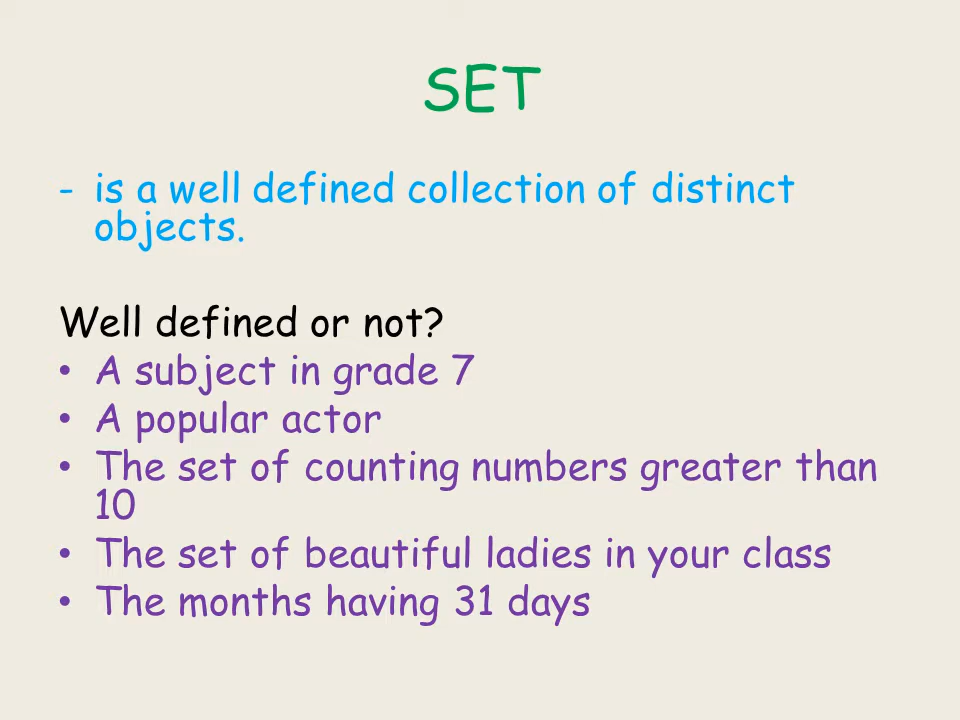 SET
- is a well defined collection of distinct
objects.
Well defined or not?
• A subject in grade 7
• A popular actor
• The set of counting numbers greater than
10
• The set of beautiful ladies in your class
• The months having 31 days